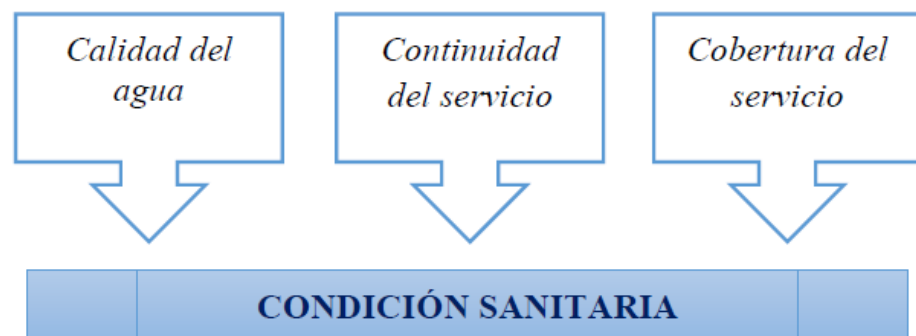 Calidad del
agua
Continuidad
del servicio
Cobertura del
servicio
CONDICIÓN SANITARIA